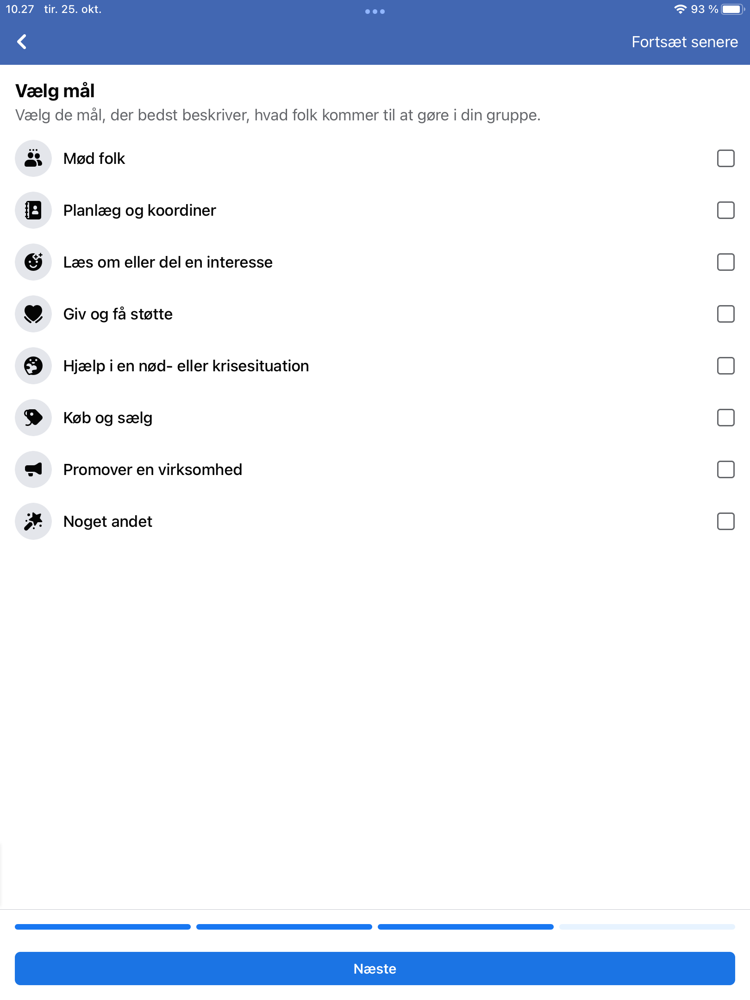 10.27 tir. 25. okt. 93 %
Fortsæt senere
Vælg mål
Vælg de mål, der bedst beskriver, hvad folk kommer til at gøre i din gruppe.
Mød folk
Planlæg og koordiner
Læs om eller del en interesse
Giv og få støtte
Hjælp i en nød- eller krisesituation
Køb og sælg
Promover en virksomhed
Noget andet
Næste